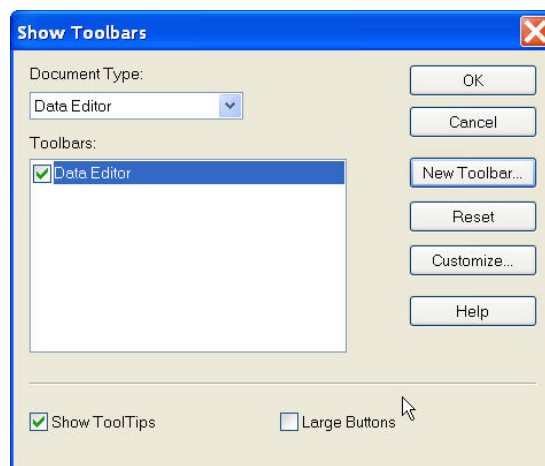 Show Toolbars
Document Type:
Data Editor
Toolbars:
Data Editor
OK
Cancel
New Toolbar...
Reset
Customize...
Help
Show ToolTips
Large Buttons